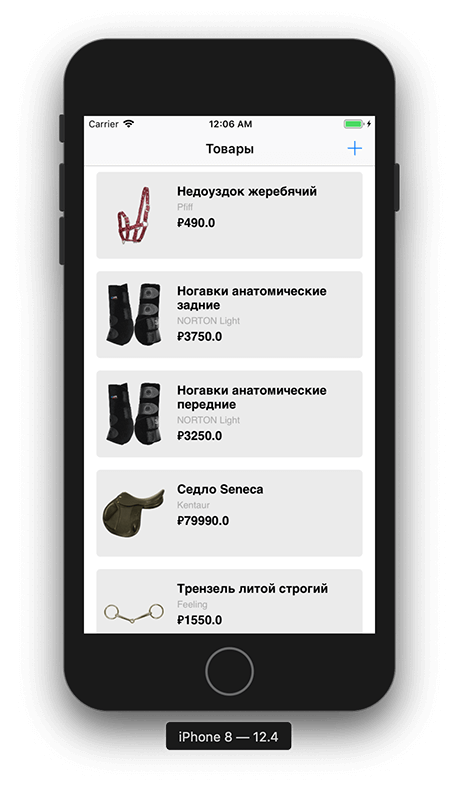 Carrier 12:06 AM
Товары
Недоуздок жеребячий
Pfiff
₽490.0
Ногавки анатомические
задние
NORTON Light
₽3750.0
Ногавки анатомические
передние
NORTON Light
₽3250.0
Седло Seneca
Kentaur
₽79990.0
Трензель литой строгий
Feeling
₽1550.0
iPhone 8 — 12.4